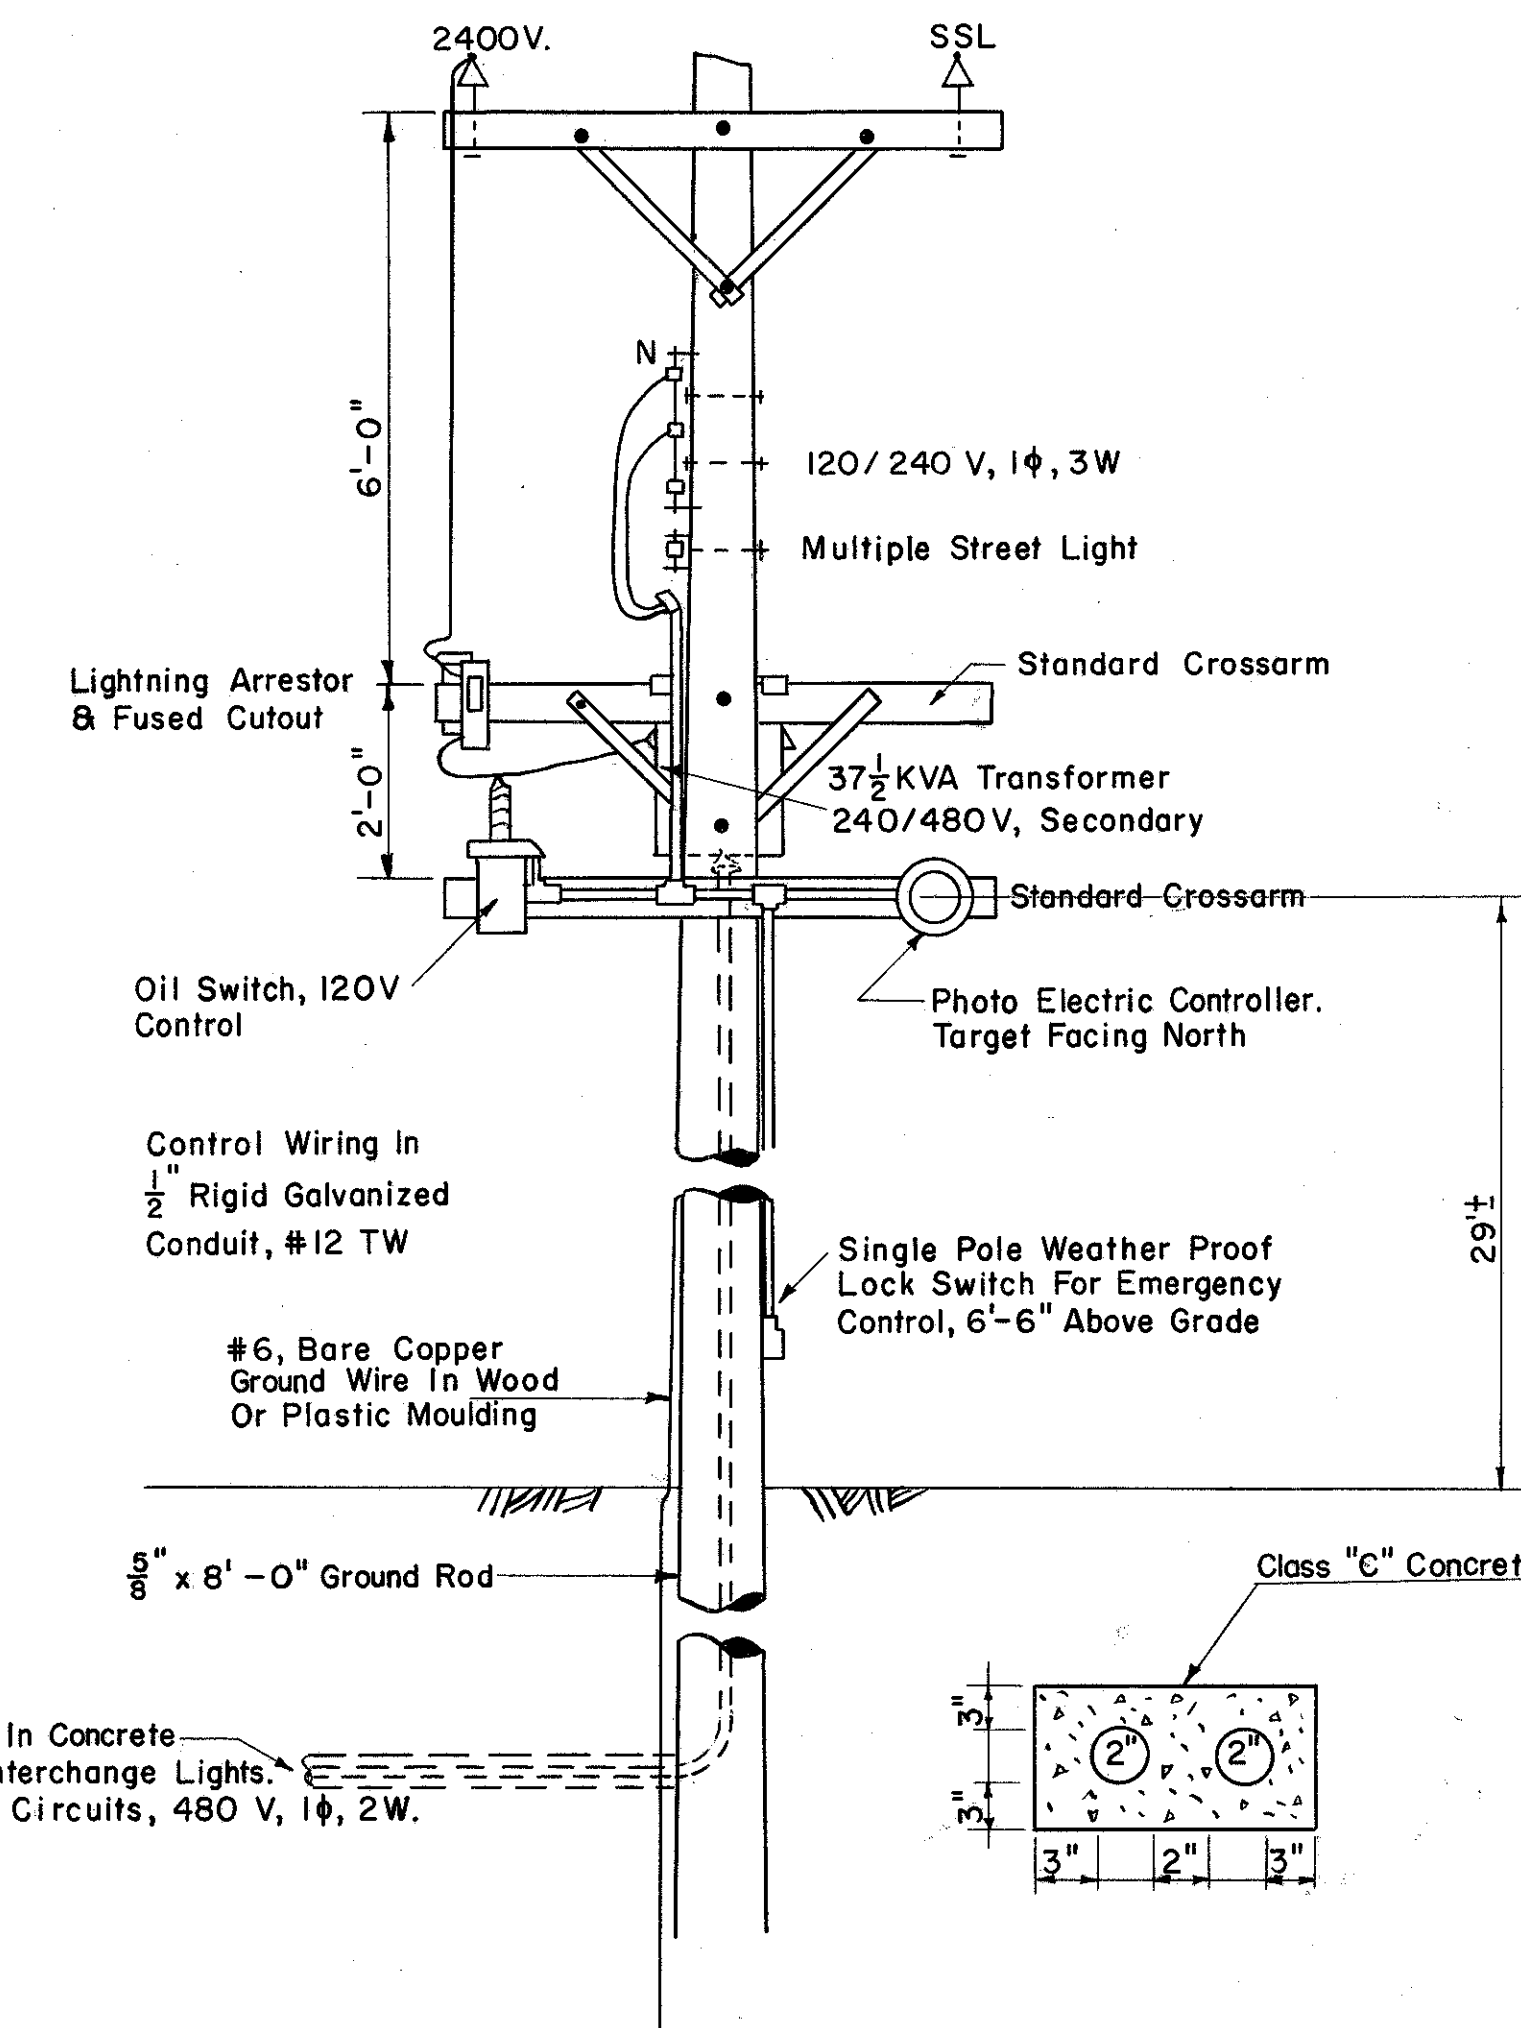 2400V.
SSL
N
6'-0"
120/240 V, 1ϕ, 3W
Multiple Street Light
Lightning Arrestor
& Fused Cutout
Standard Crossarm
2'-0"
37½ KVA Transformer
240/480V, Secondary
Standard Crossarm
Oil Switch, 120V
Control
Photo Electric Controller.
Target Facing North
Control Wiring In
½" Rigid Galvanized
Conduit, #12 TW
29'±
Single Pole Weather Proof
Lock Switch For Emergency
Control, 6'-6" Above Grade
#6, Bare Copper
Ground Wire In Wood
Or Plastic Moulding
⅝" x 8'-0" Ground Rod
Class "C" Concret
In Concrete
nterchange Lights.
Circuits, 480 V, 1ϕ, 2W.
3"
3"
2"
2"
3"
2"
3"